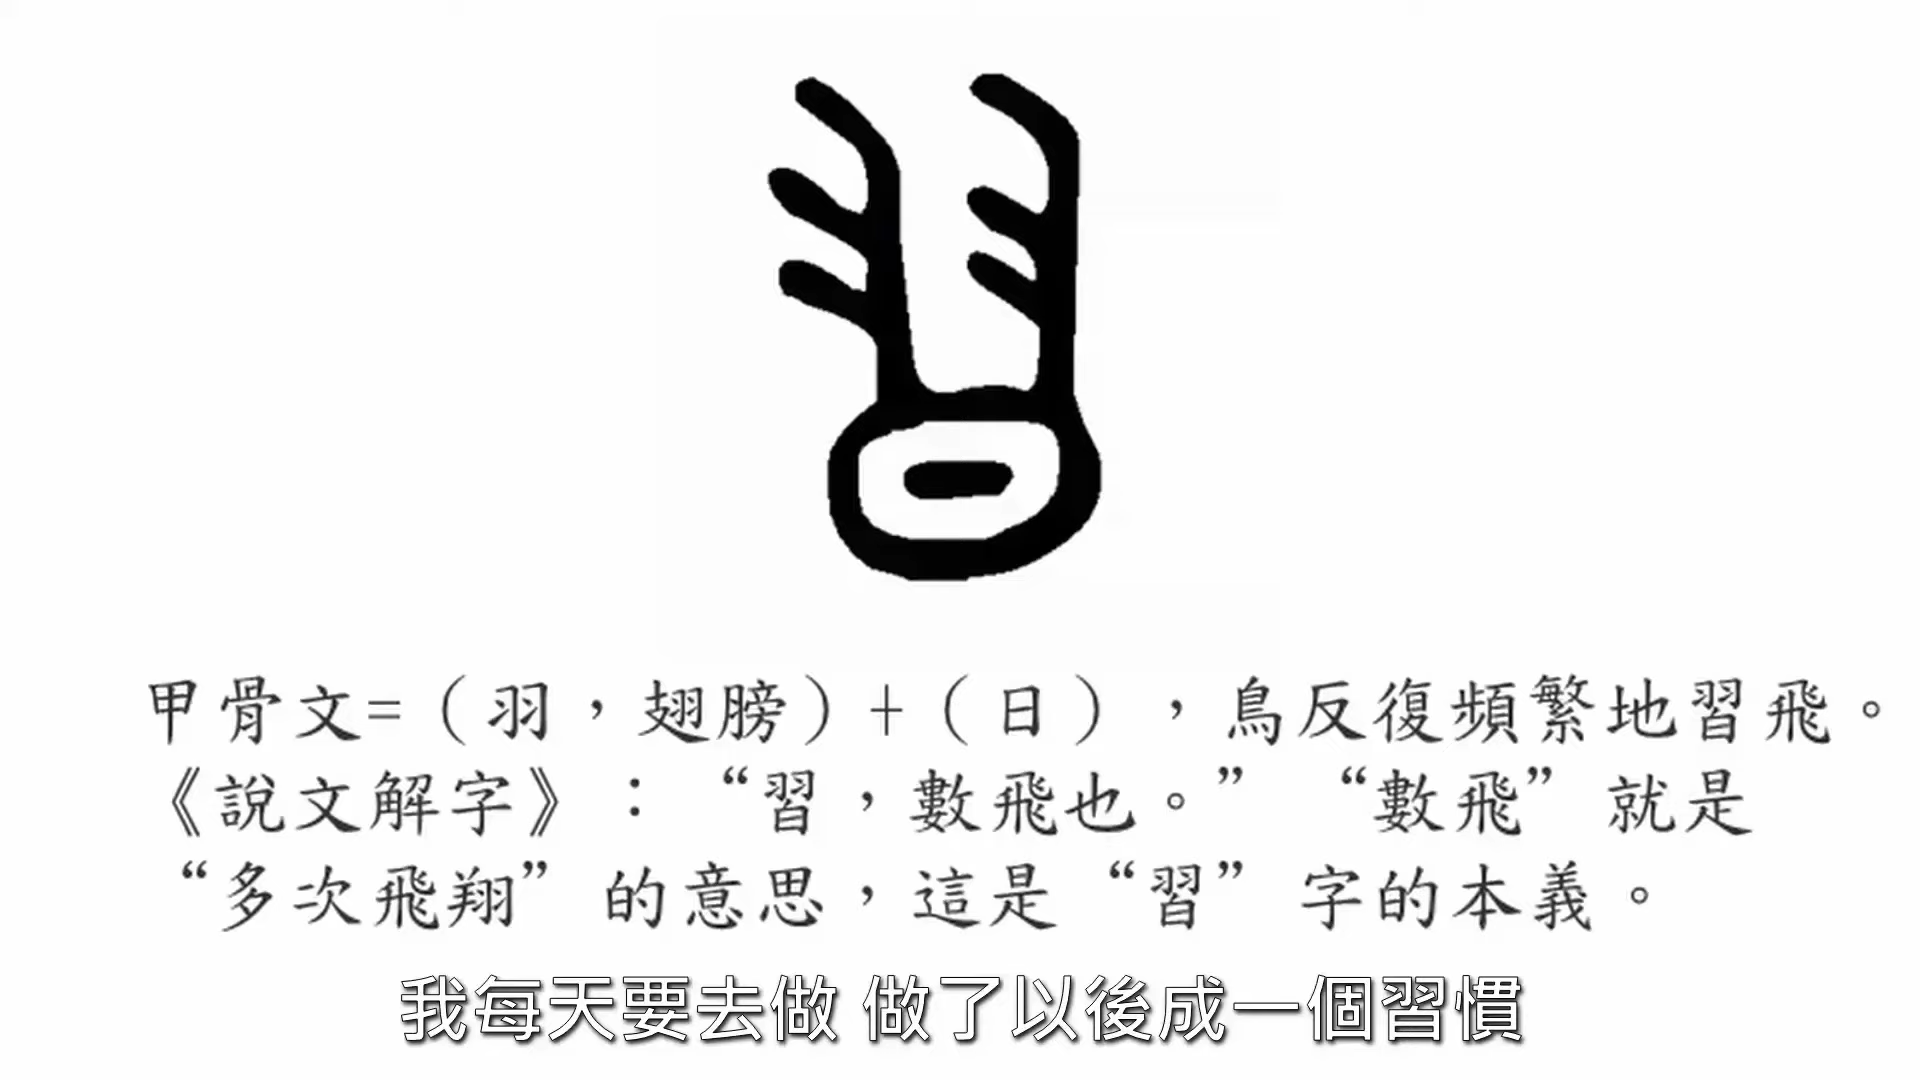 甲骨文=（羽，翅膀）+（日），鳥反復頻繁地習飛。
《說文解字》：“習，數飛也。”“數飛”就是
“多次飛翔”的意思，這是“習”字的本義。
我每天要去做 做了以後成一個習慣